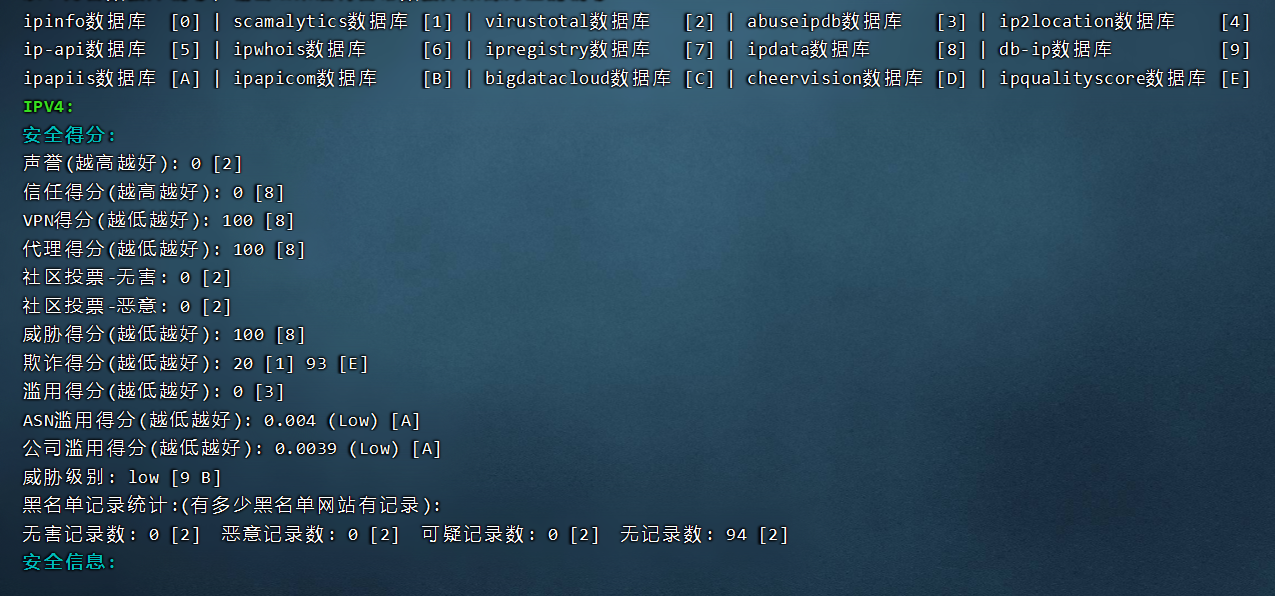 ipinfo数据库 [0] | scamalytics数据库 [1] | virustotal数据库 [2] | abuseipdb数据库 [3] | ip2location数据库 [4]
ip-api数据库 [5] | ipwhois数据库 [6] | ipregistry数据库 [7] | ipdata数据库 [8] | db-ip数据库 [9]
ipapiis数据库 [A] | ipapicom数据库 [B] | bigdatacloud数据库 [C] | cheervision数据库 [D] | ipqualityscore数据库 [E]
IPV4:
安全得分:
声誉(越高越好): 0 [2]
信任得分(越高越好): 0 [8]
VPN得分(越低越好): 100 [8]
代理得分(越低越好): 100 [8]
社区投票-无害: 0 [2]
社区投票-恶意: 0 [2]
威胁得分(越低越好): 100 [8]
欺诈得分(越低越好): 20 [1] 93 [E]
滥用得分(越低越好): 0 [3]
ASN滥用得分(越低越好): 0.004 (Low) [A]
公司滥用得分(越低越好): 0.0039 (Low) [A]
威胁级别: low [9 B]
黑名单记录统计:(有多少黑名单网站有记录):
无害记录数: 0 [2] 恶意记录数: 0 [2] 可疑记录数: 0 [2] 无记录数: 94 [2]
安全信息: